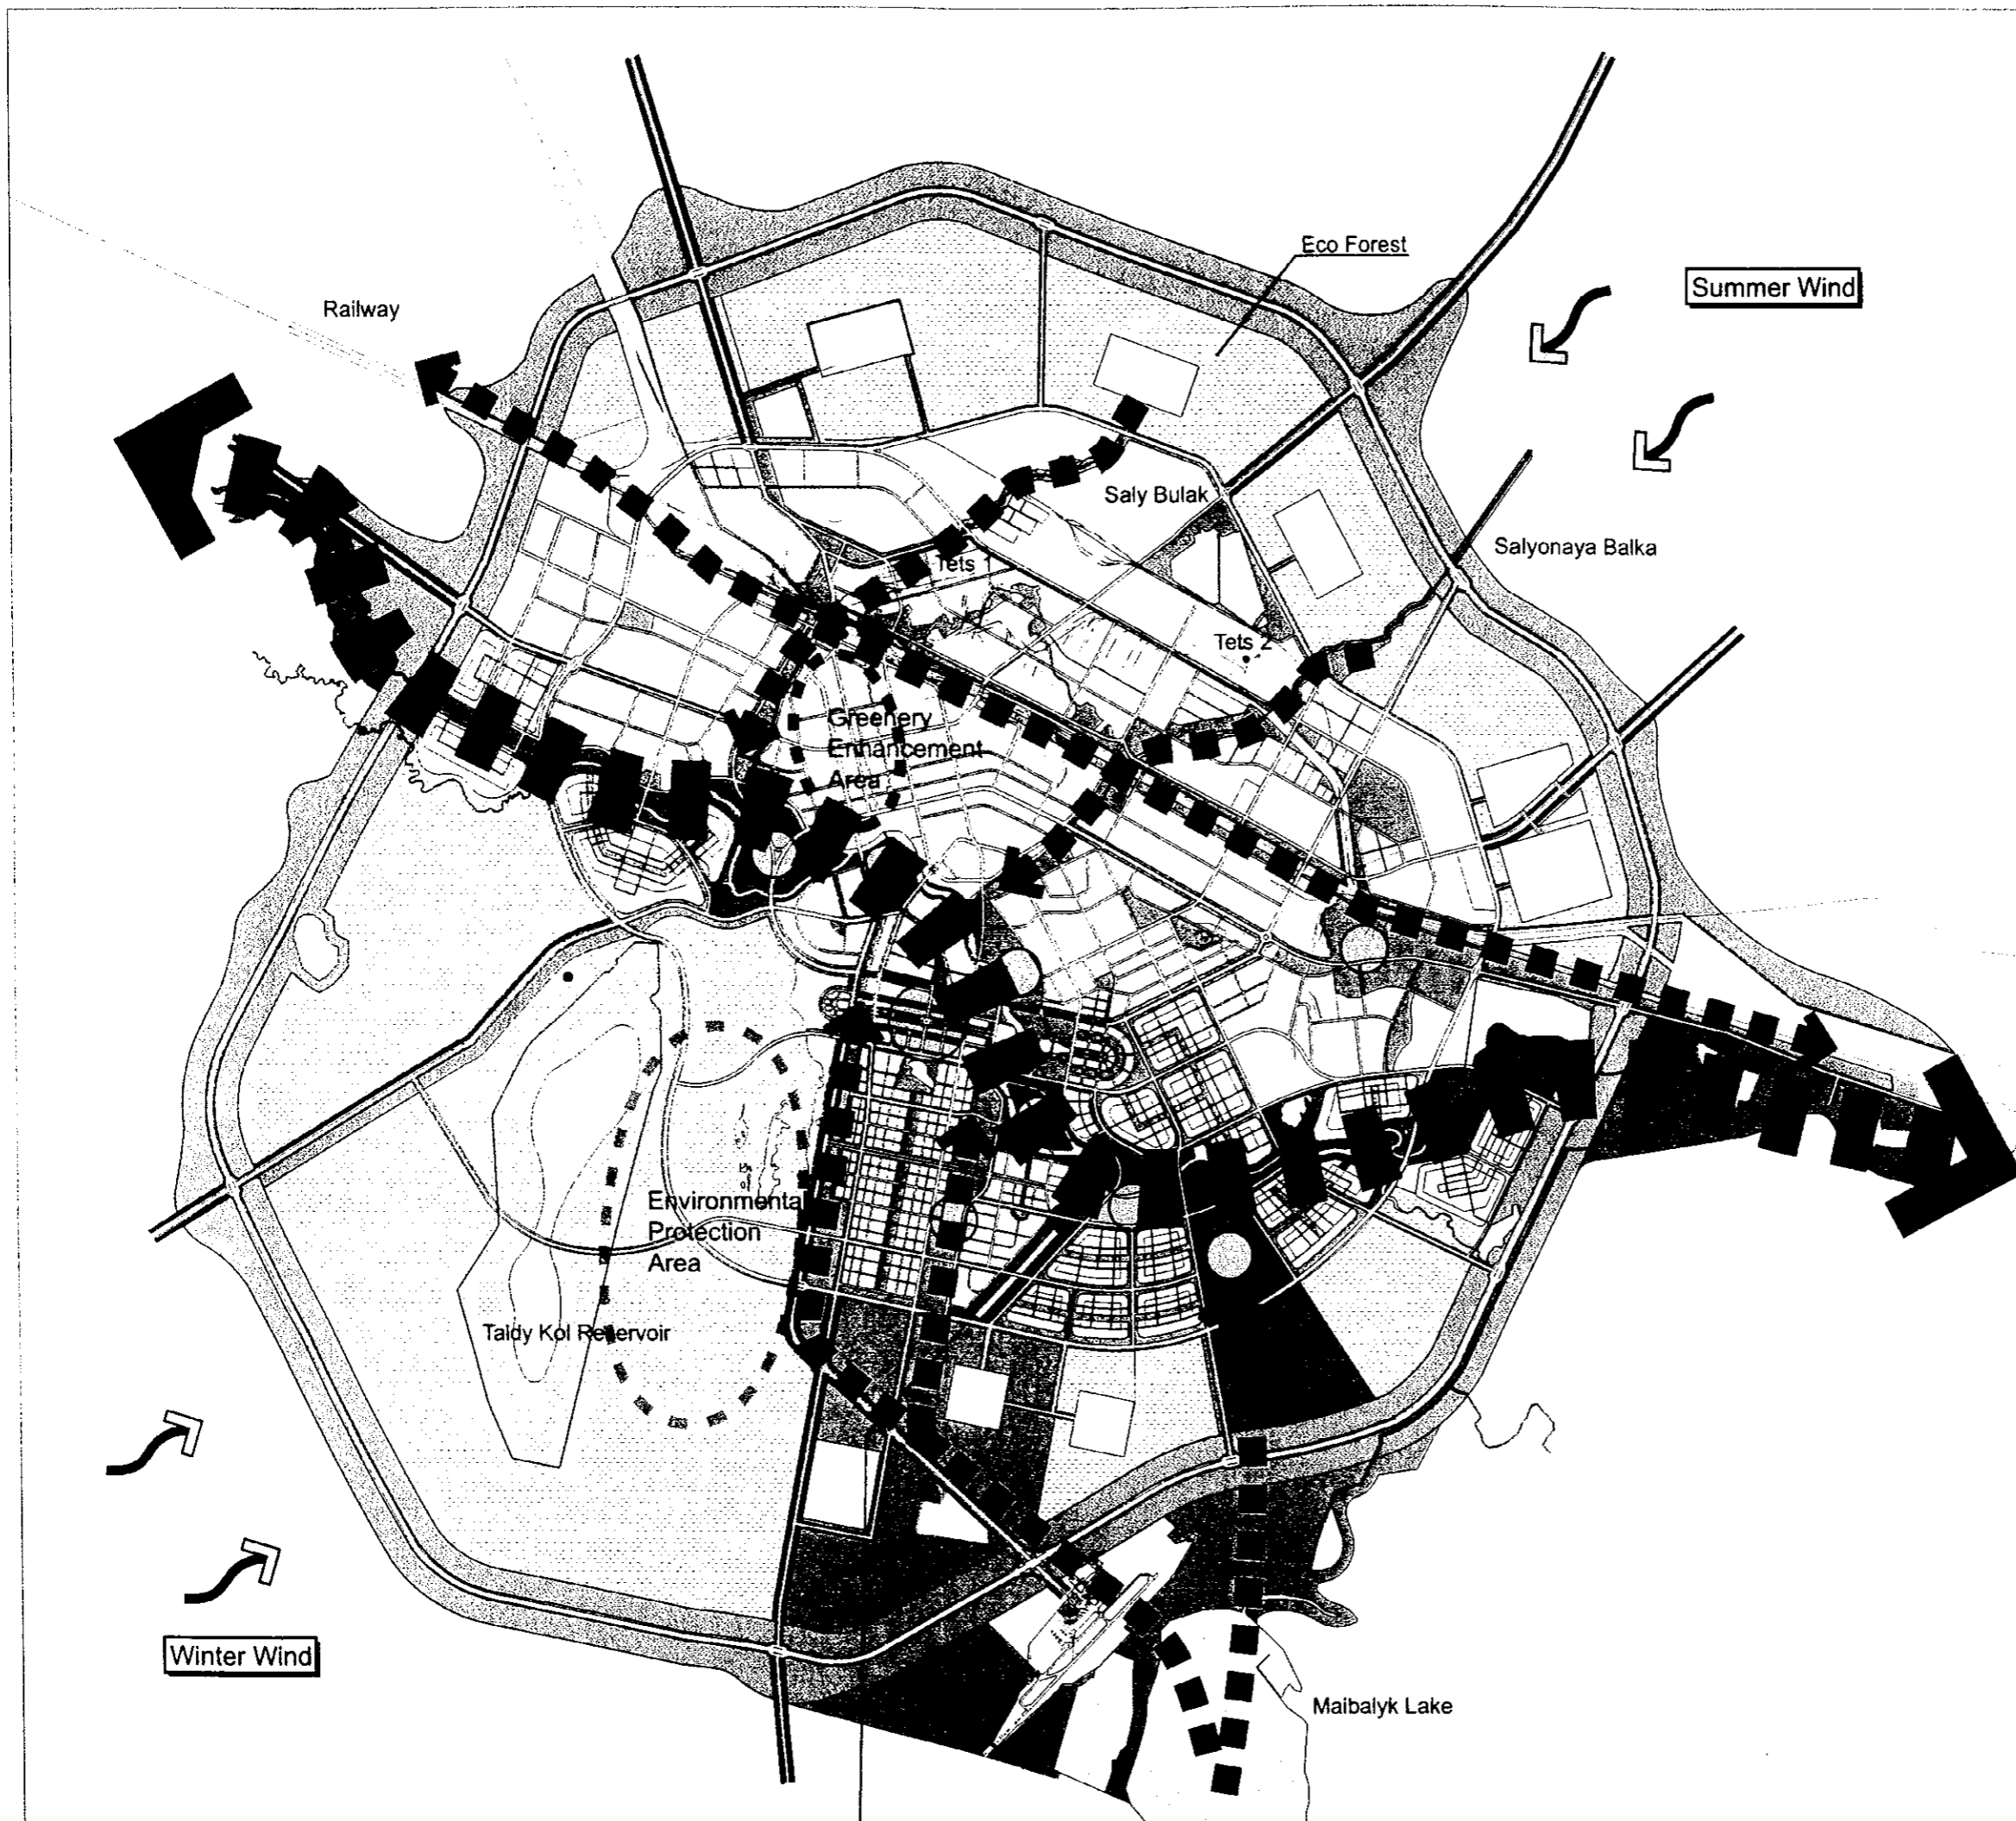 Eco Forest
Summer Wind
Railway
Saly Bulak
Salyonaya Balka
Tets 1
Tets 2
Greenery
Enhancement
Area
Environmental
Protection
Area
Taldy Kol Reservoir
Winter Wind
Maibalyk Lake